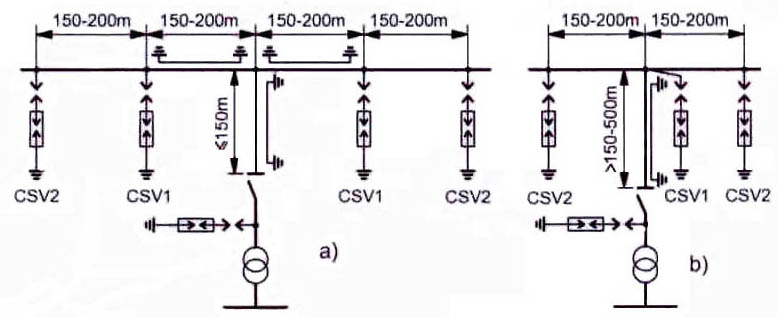 150-200m 150-200m 150-200m 150-200m
≤150m
CSV2 CSV1 CSV1 CSV2
a)
150-200m 150-200m
>150-500m
CSV2 CSV1 CSV2
b)